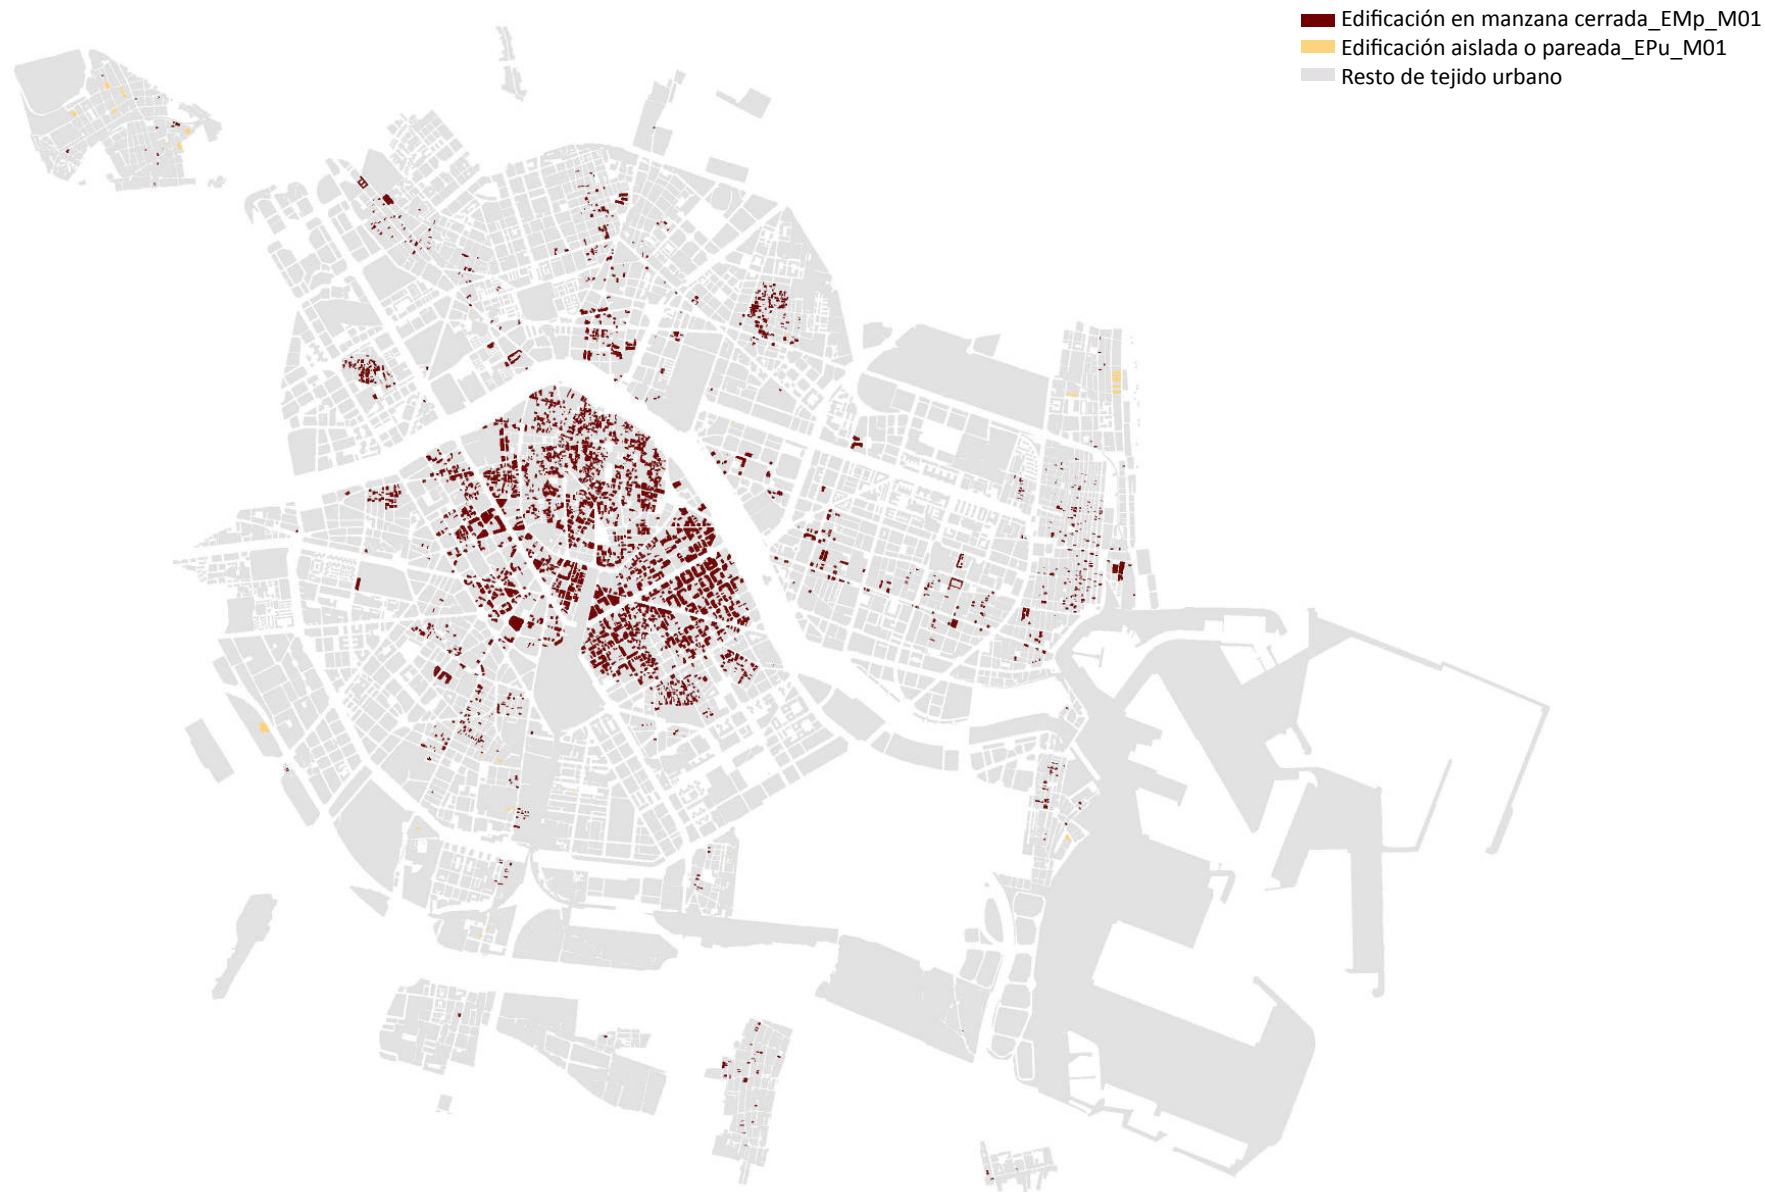 Edificación en manzana cerrada_EMp_M01
Edificación aislada o pareada_EPu_M01
Resto de tejido urbano